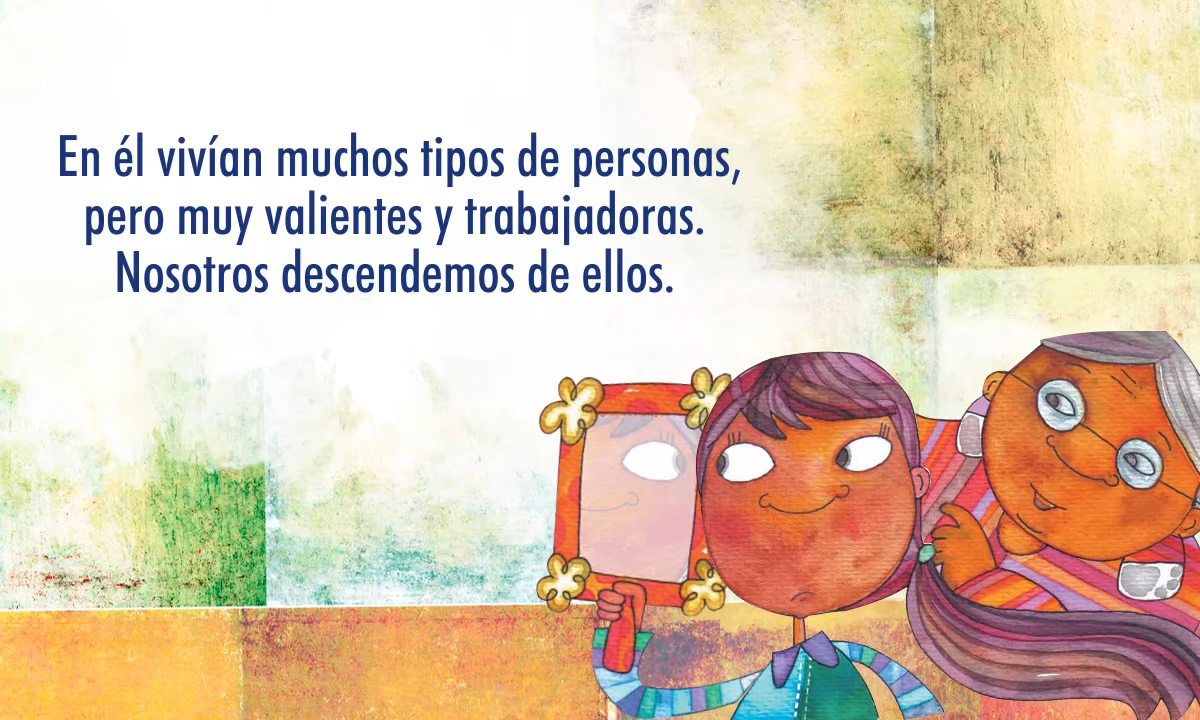 En él vivían muchos tipos de personas,
pero muy valientes y trabajadoras.
Nosotros descendemos de ellos.